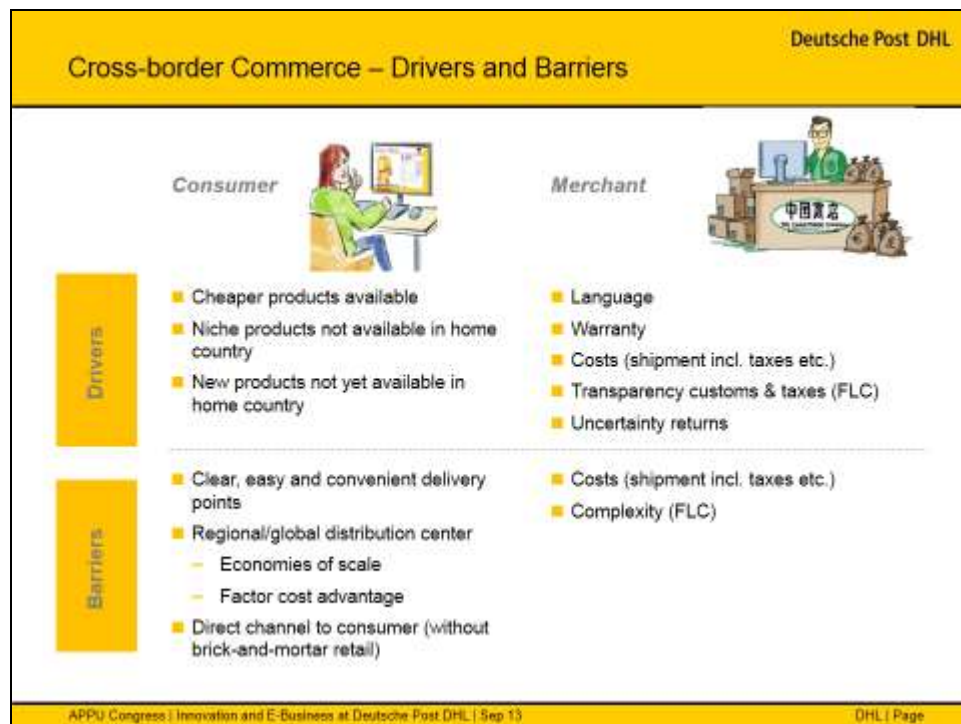 Deutsche Post DHL
Cross-border Commerce – Drivers and Barriers
Consumer
Merchant
中国商店
Drivers
■ Cheaper products available
■ Niche products not available in home
country
■ New products not yet available in
home country
■ Language
■ Warranty
■ Costs (shipment incl. taxes etc.)
■ Transparency customs & taxes (FLC)
■ Uncertainty returns
Barriers
■ Clear, easy and convenient delivery
points
■ Regional/global distribution center
– Economies of scale
– Factor cost advantage
■ Direct channel to consumer (without
brick-and-mortar retail)
■ Costs (shipment incl. taxes etc.)
■ Complexity (FLC)
APPU Congress | Innovation and E-Business at Deutsche Post DHL | Sep 13
DHL | Page